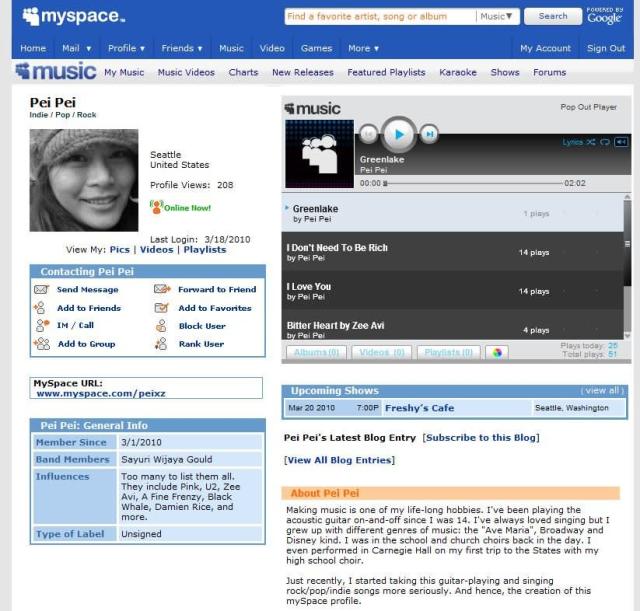 myspace
Find a favorite artist, song or album
Music ▼
Search
POWERED BY
Google
Home
Mail ▾
Profile ▾
Friends ▾
Music
Video
Games
More ▾
My Account
Sign Out
music
My Music
Music Videos
Charts
New Releases
Featured Playlists
Karaoke
Shows
Forums
Pei Pei
Indie / Pop / Rock
Seattle
United States
Profile Views: 208
Online Now!
Last Login: 3/18/2010
View My: Pics | Videos | Playlists
Contacting Pei Pei
Send Message
Forward to Friend
Add to Friends
Add to Favorites
IM / Call
Block User
Add to Group
Rank User
MySpace URL:
www.myspace.com/peixz
Pei Pei: General Info
Member Since 3/1/2010
Band Members Sayuri Wijaya Gould
Influences Too many to list them all.
They include Pink, U2, Zee
Avi, A Fine Frenzy, Black
Whale, Damien Rice, and
more.
Type of Label Unsigned
music
Pop Out Player
Lyrics
Greenlake
Pei Pei
00:00
02:02
Greenlake
by Pei Pei
1 plays
I Don't Need To Be Rich
by Pei Pei
14 plays
I Love You
by Pei Pei
14 plays
Bitter Heart by Zee Avi
by Pei Pei
4 plays
Albums (0)
Videos (0)
Playlists (0)
Plays today: 25
Total plays: 51
Upcoming Shows
( view all )
Mar 20 2010 7:00P Freshy's Cafe Seattle, Washington
Pei Pei's Latest Blog Entry [Subscribe to this Blog]
[View All Blog Entries]
About Pei Pei
Making music is one of my life-long hobbies. I've been playing the
acoustic guitar on-and-off since I was 14. I've always loved singing but I
grew up with different genres of music: the "Ave Maria", Broadway and
Disney kind. I was in the school and church choirs back in the day. I
even performed in Carnegie Hall on my first trip to the States with my
high school choir.
Just recently, I started taking this guitar-playing and singing
rock/pop/indie songs more seriously. And hence, the creation of this
mySpace profile.